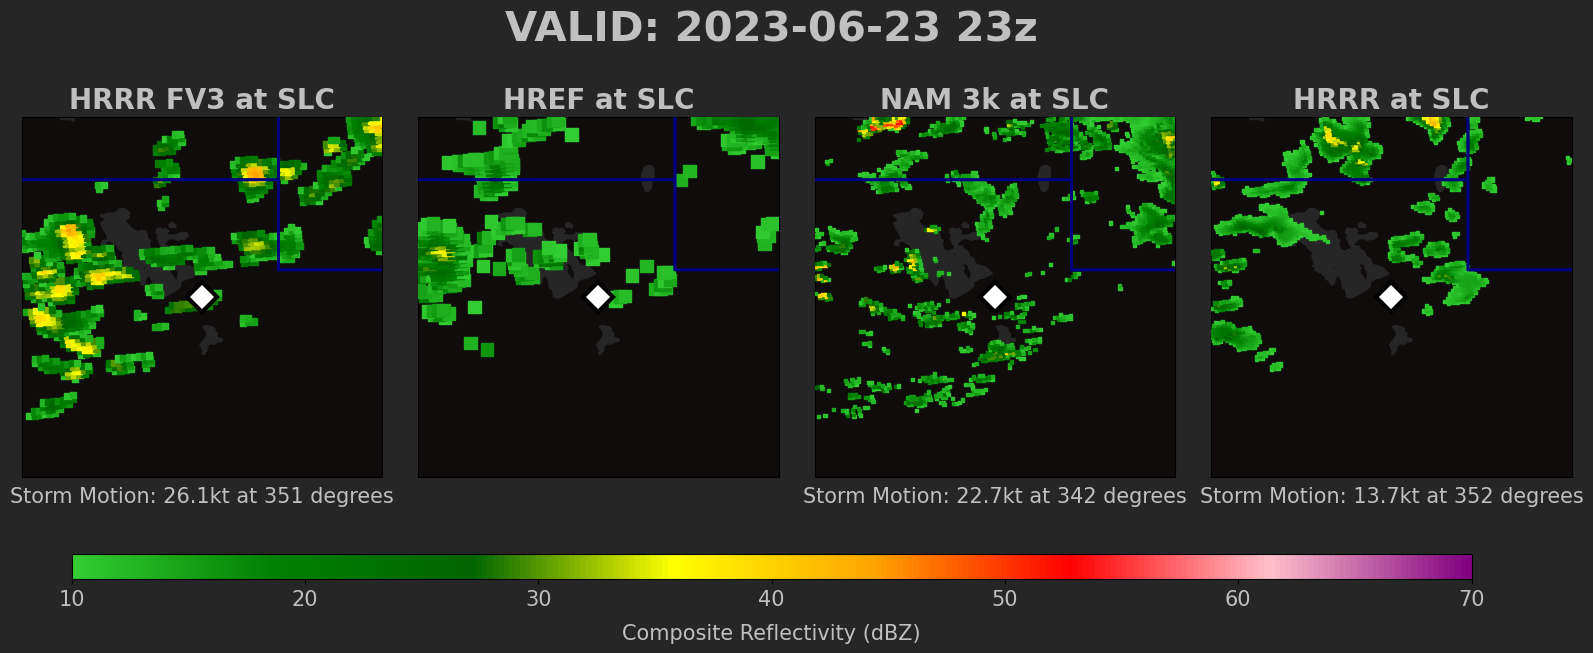 VALID: 2023-06-23 23z
HRRR FV3 at SLC
HREF at SLC
NAM 3k at SLC
HRRR at SLC
Storm Motion: 26.1kt at 351 degrees
Storm Motion: 22.7kt at 342 degrees
Storm Motion: 13.7kt at 352 degrees
10 20 30 40 50 60 70
Composite Reflectivity (dBZ)